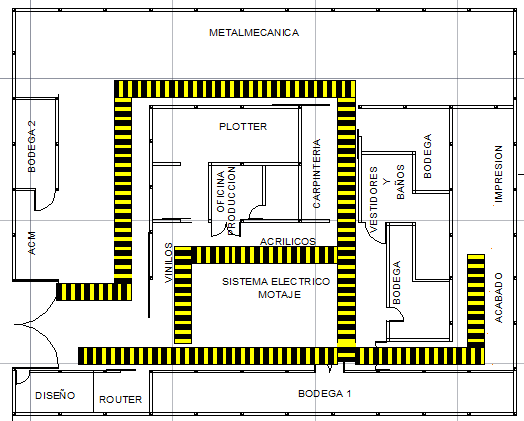 METALMECANICA
BODEGA 2
PLOTTER
CARPINTERIA
BODEGA
IMPRESION
OFICINA
PRODUCCION
VESTIDORES
Y
BAÑOS
ACM
VINILOS
ACRILICOS
SISTEMA ELECTRICO
MOTAJE
BODEGA
ACABADO
DISEÑO
ROUTER
BODEGA 1